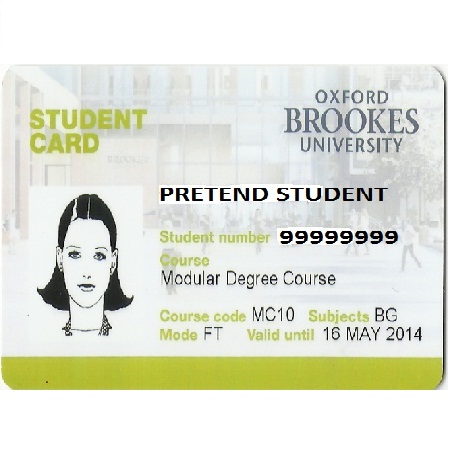 STUDENT
CARD
OXFORD
BROOKES
UNIVERSITY
PRETEND STUDENT
Student number 99999999
Course
Modular Degree Course
Course code MC10 Subjects BG
Mode FT Valid until 16 MAY 2014